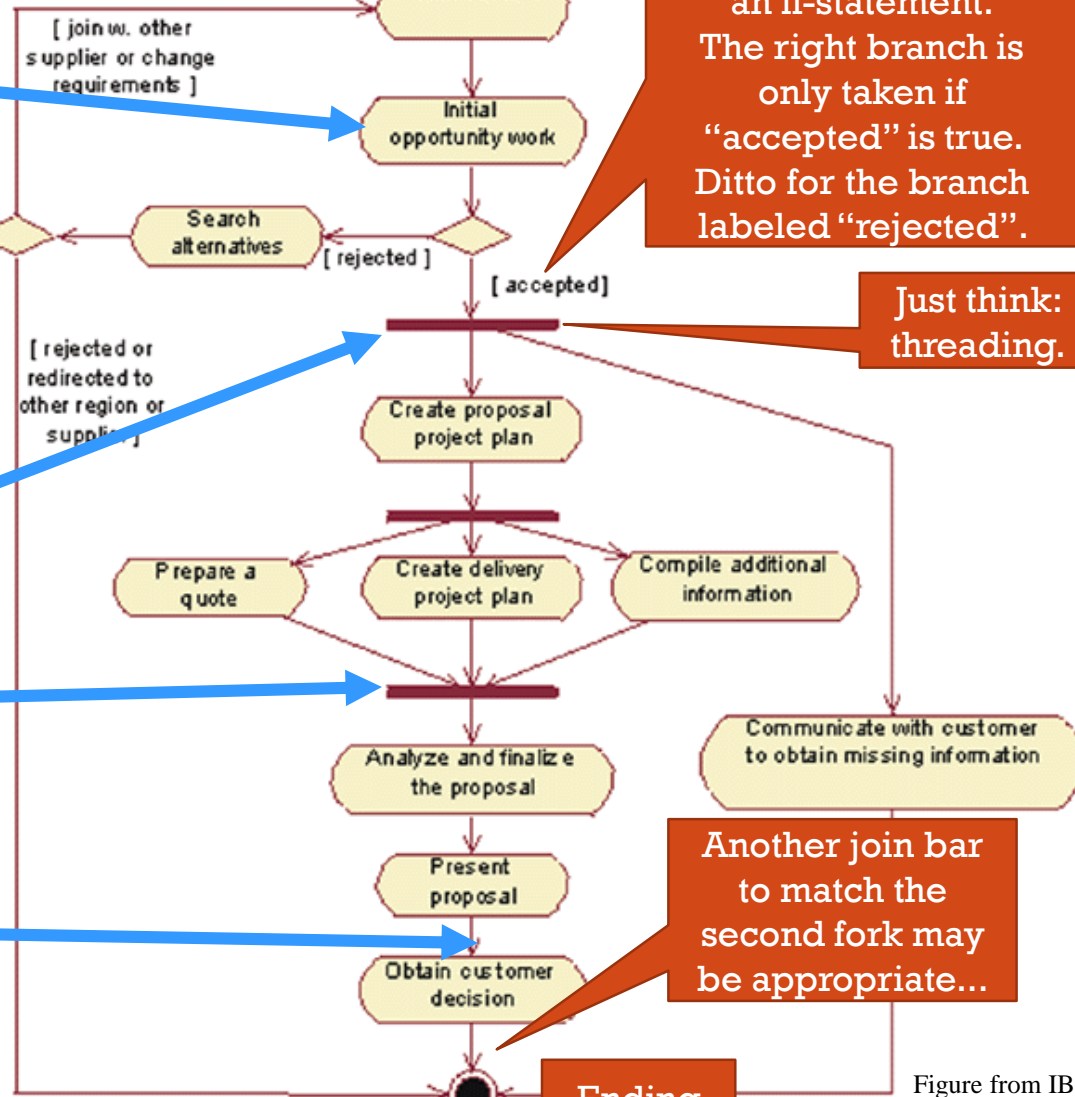 an if-statement.
The right branch is
only taken if
“accepted” is true.
Ditto for the branch
labeled “rejected”.
[ join w. other
supplier or change
requirements ]
Initial
opportunity work
Search
alternatives
[ rejected ]
[ accepted]
Just think:
threading.
[ rejected or
redirected to
other region or
supplier ]
Create proposal
project plan
Prepare a
quote
Create delivery
project plan
Compile additional
information
Analyze and finalize
the proposal
Communicate with customer
to obtain missing information
Present
proposal
Another join bar
to match the
second fork may
be appropriate...
Obtain customer
decision
Ending
Figure from IB